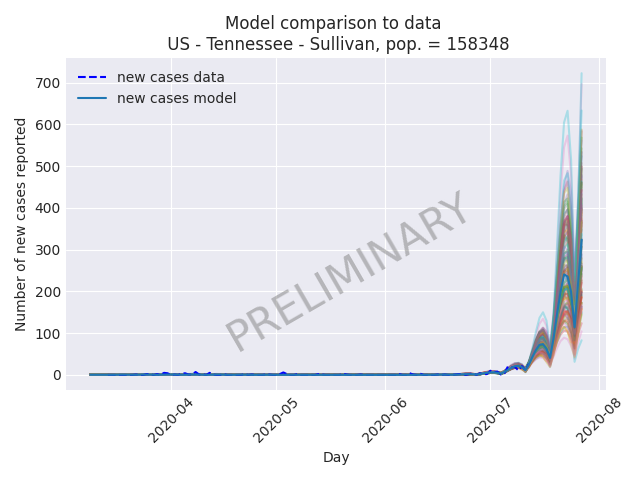 Model comparison to data
US - Tennessee - Sullivan, pop. = 158348
new cases data
new cases model
Number of new cases reported
700
600
500
400
300
200
100
0
PRELIMINARY
2020-04
2020-05
2020-06
2020-07
2020-08
Day